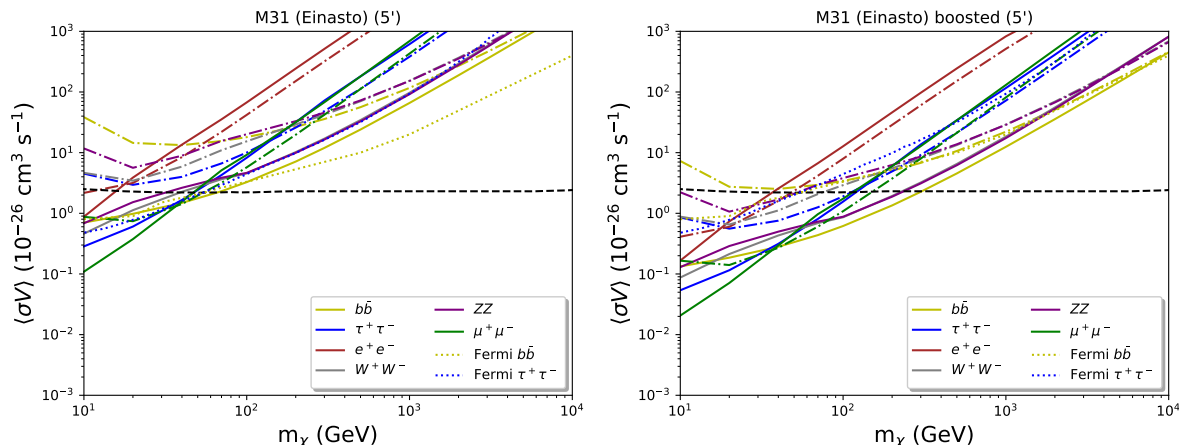 M31 (Einasto) (5')
⟨σV⟩ (10⁻²⁶ cm³ s⁻¹)
10³
10²
10¹
10⁰
10⁻¹
10⁻²
10⁻³
bb̄
τ⁺τ⁻
e⁺e⁻
W⁺W⁻
ZZ
μ⁺μ⁻
Fermi bb̄
Fermi τ⁺τ⁻
10¹ 10² 10³ 10⁴
mᵪ (GeV)
M31 (Einasto) boosted (5')
⟨σV⟩ (10⁻²⁶ cm³ s⁻¹)
10³
10²
10¹
10⁰
10⁻¹
10⁻²
10⁻³
bb̄
τ⁺τ⁻
e⁺e⁻
W⁺W⁻
ZZ
μ⁺μ⁻
Fermi bb̄
Fermi τ⁺τ⁻
10¹ 10² 10³ 10⁴
mᵪ (GeV)